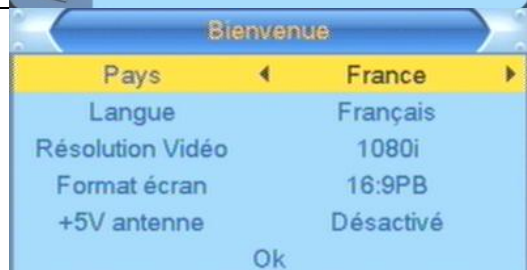 Bienvenue
Pays France
Langue Français
Résolution Vidéo 1080i
Format écran 16:9PB
+5V antenne Désactivé
Ok